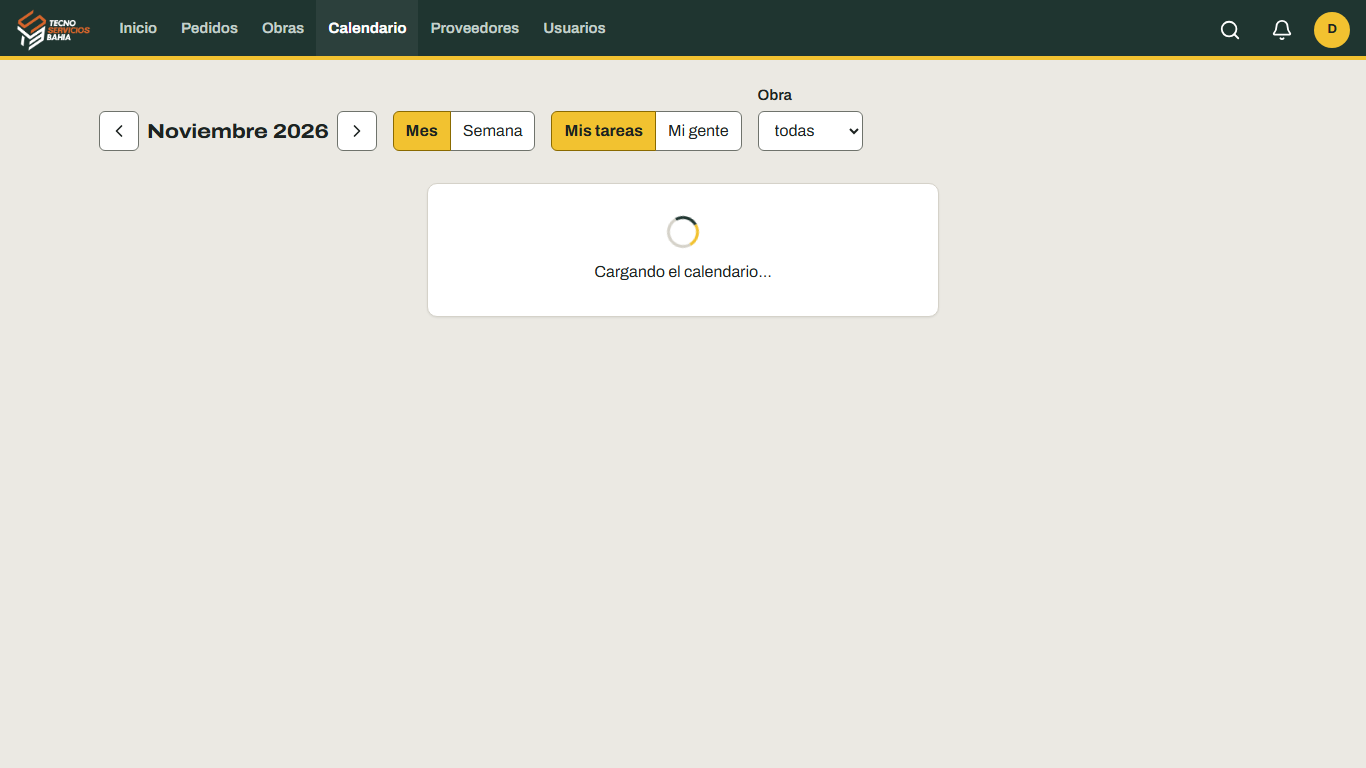 TECNO
SERVICIOS
BAHIA
Inicio
Pedidos
Obras
Calendario
Proveedores
Usuarios
D
Obra
Noviembre 2026
Mes
Semana
Mis tareas
Mi gente
todas
Cargando el calendario...